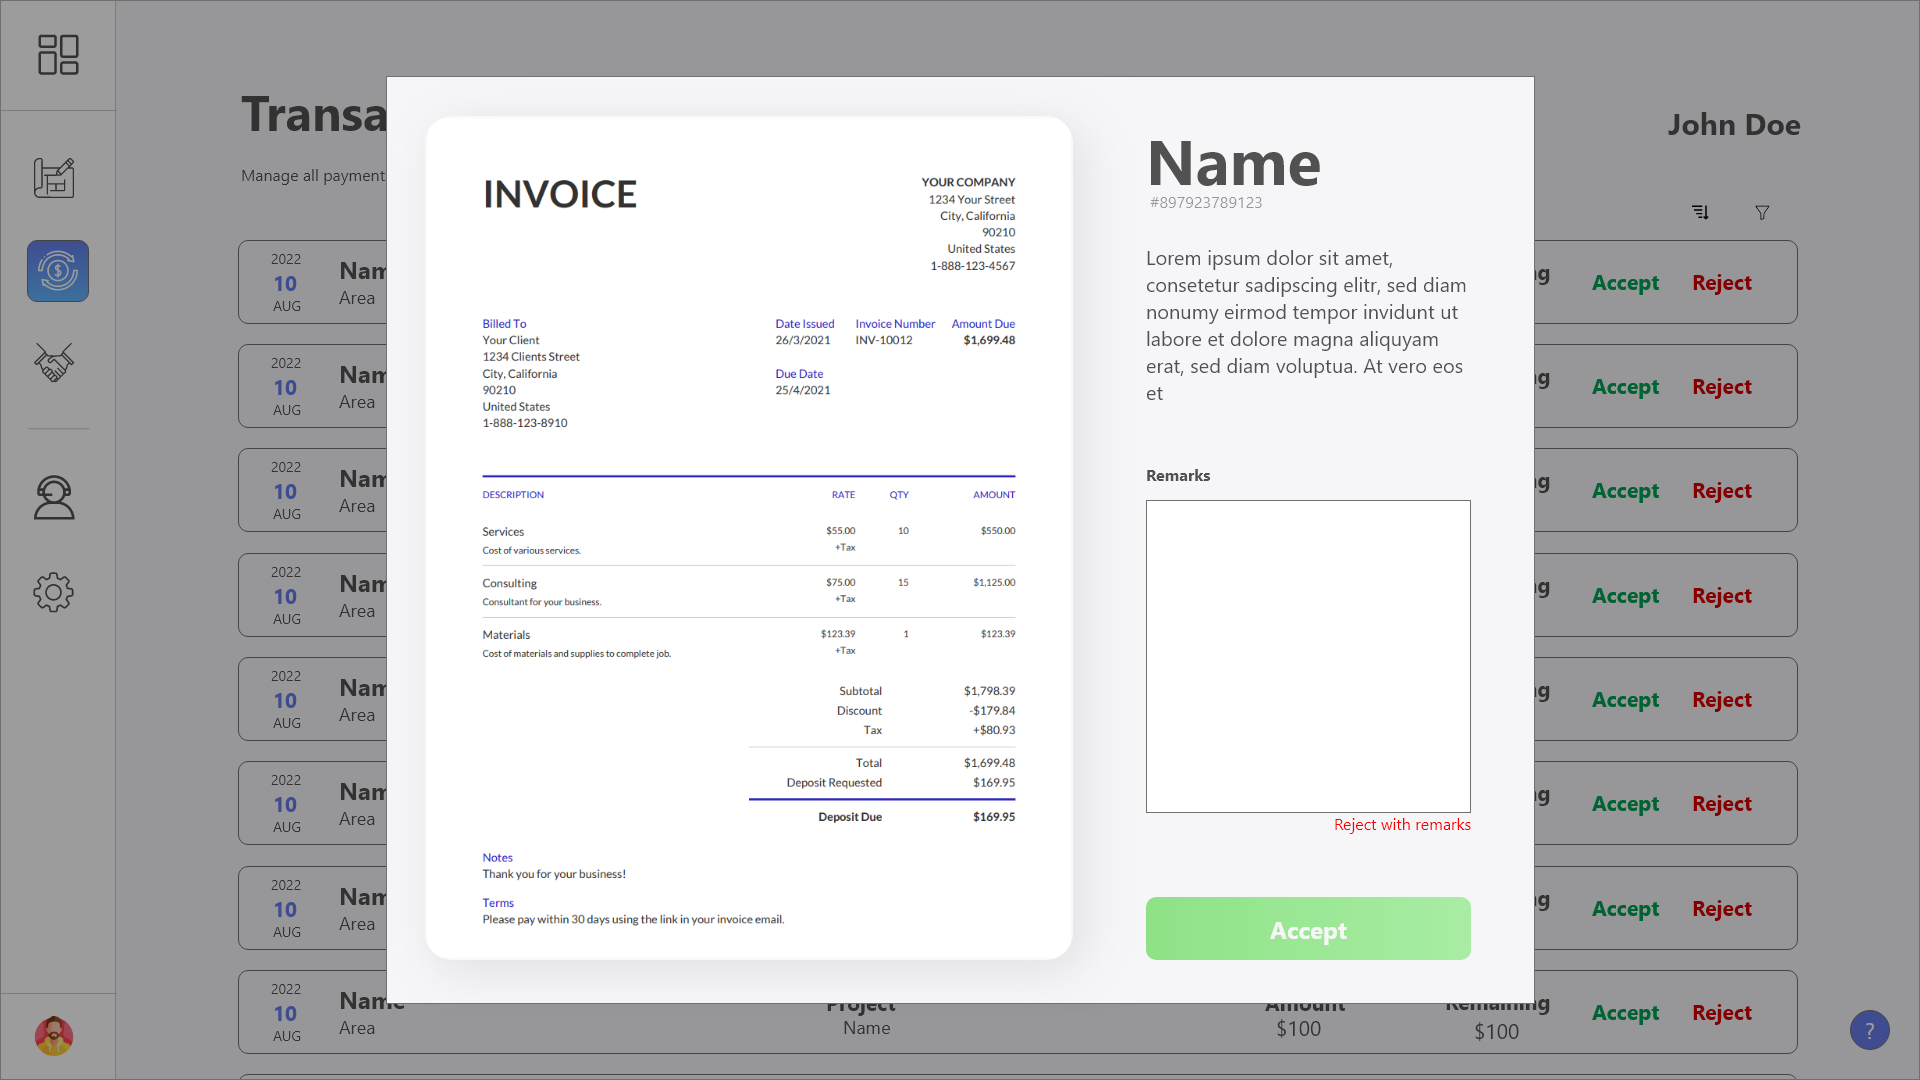 Transa
Manage all payment
John Doe
2022
10
AUG
Nam
Area
ng
Accept
Reject
2022
10
AUG
Nam
Area
ng
Accept
Reject
2022
10
AUG
Nam
Area
ng
Accept
Reject
2022
10
AUG
Nam
Area
ng
Accept
Reject
2022
10
AUG
Nam
Area
ng
Accept
Reject
2022
10
AUG
Nam
Area
ng
Accept
Reject
2022
10
AUG
Nam
Area
ng
Accept
Reject
2022
10
AUG
Name
Area
Project
Name
Amount
$100
Remaining
$100
Accept
Reject
?
INVOICE
YOUR COMPANY
1234 Your Street
City, California
90210
United States
1-888-123-4567
Billed To
Your Client
1234 Clients Street
City, California
90210
United States
1-888-123-8910
Date Issued
26/3/2021
Invoice Number
INV-10012
Amount Due
$1,699.48
Due Date
25/4/2021
DESCRIPTION RATE QTY AMOUNT
Services $55.00 10 $550.00
Cost of various services. +Tax
Consulting $75.00 15 $1,125.00
Consultant for your business. +Tax
Materials $123.39 1 $123.39
Cost of materials and supplies to complete job. +Tax
Subtotal $1,798.39
Discount -$179.84
Tax +$80.93
Total $1,699.48
Deposit Requested $169.95
Deposit Due $169.95
Notes
Thank you for your business!
Terms
Please pay within 30 days using the link in your invoice email.
Name
#897923789123
Lorem ipsum dolor sit amet,
consetetur sadipscing elitr, sed diam
nonumy eirmod tempor invidunt ut
labore et dolore magna aliquyam
erat, sed diam voluptua. At vero eos
et
Remarks
Reject with remarks
Accept